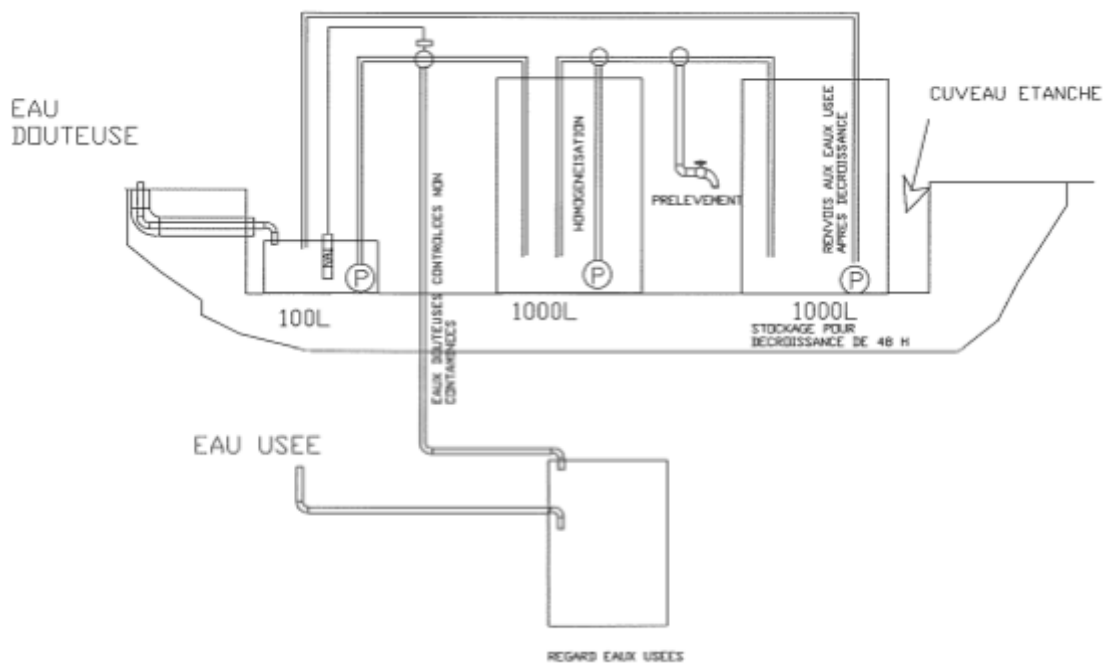 EAU
DOUTEUSE
CUVEAU ETANCHE
HOMOGENEISATION
PRELEVEMENT
RENVOIS AUX EAUX USEE
APRES DECROISSANCE
NAI
P
P
P
100L
1000L
1000L
STOCKAGE POUR
DECROISSANCE DE 48 H
EAUX DOUTEUSES CONTROLEES NON
CONTAMINEES
EAU USEE
REGARD EAUX USEES